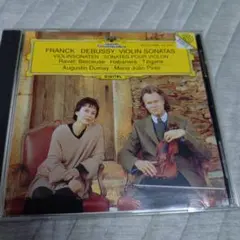 FRANCK · DEBUSSY: VIOLIN SONATAS
VIOLINSONATEN · SONATES POUR VIOLON
Ravel: Berceuse · Habanera · Tzigane
Augustin Dumay · Maria João Pires